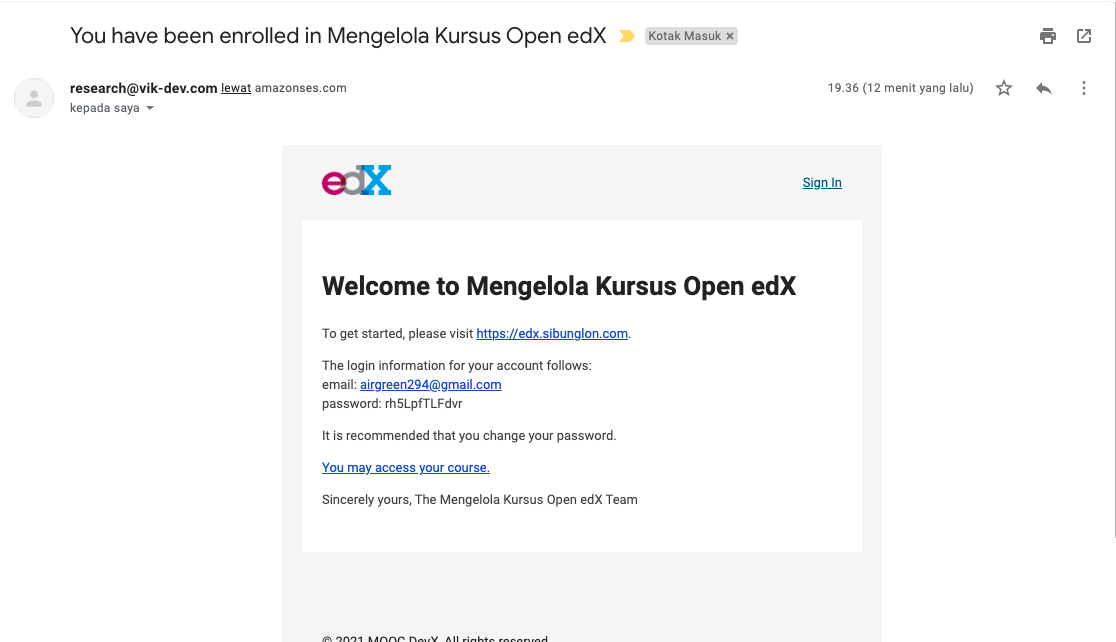 You have been enrolled in Mengelola Kursus Open edX Kotak Masuk ×
research@vik-dev.com lewat amazonses.com 19.36 (12 menit yang lalu)
kepada saya
edX Sign In
Welcome to Mengelola Kursus Open edX
To get started, please visit https://edx.sibunglon.com.
The login information for your account follows:
email: airgreen294@gmail.com
password: rh5LpfTLFdvr
It is recommended that you change your password.
You may access your course.
Sincerely yours, The Mengelola Kursus Open edX Team
© 2021 MOOC DevX, All rights reserved